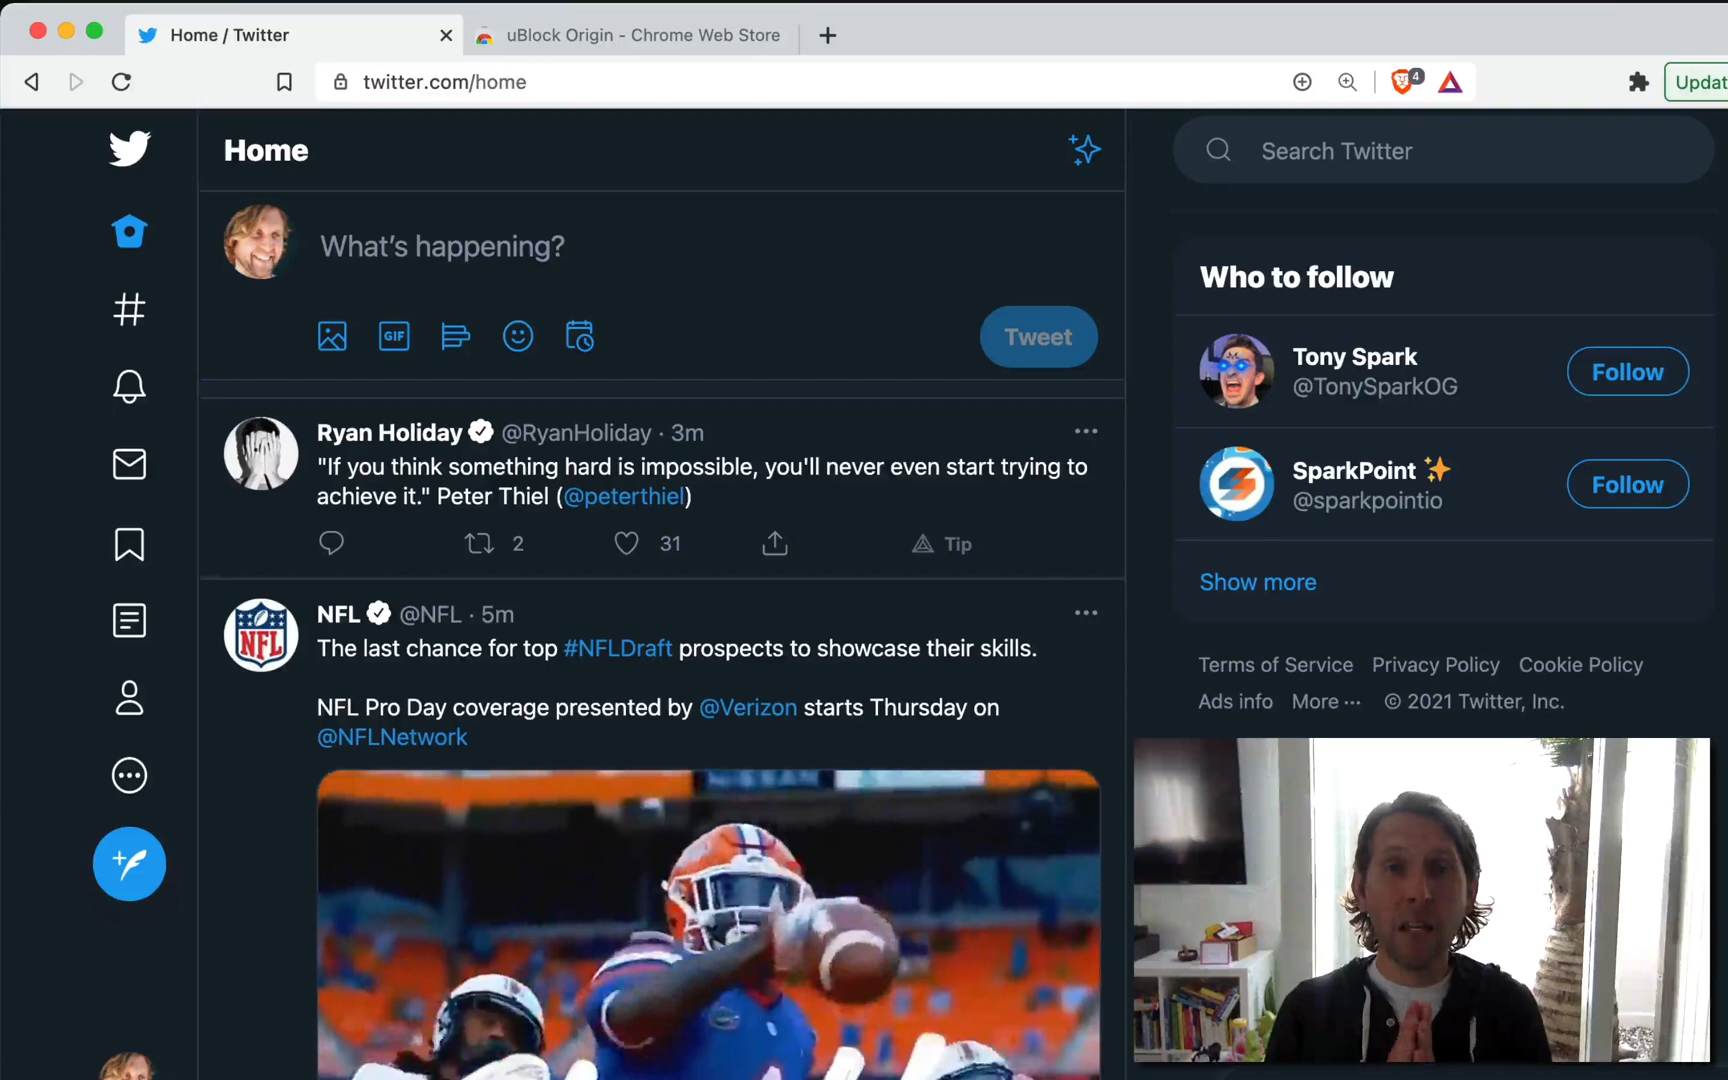 Home / Twitter
uBlock Origin - Chrome Web Store
twitter.com/home
4
Updat
Home
Search Twitter
What's happening?
GIF
Tweet
Who to follow
Tony Spark
@TonySparkOG
Follow
SparkPoint ✨
@sparkpointio
Follow
Show more
Terms of Service Privacy Policy Cookie Policy
Ads info More ··· © 2021 Twitter, Inc.
Ryan Holiday @RyanHoliday · 3m
"If you think something hard is impossible, you'll never even start trying to
achieve it." Peter Thiel (@peterthiel)
2 31 Tip
NFL @NFL · 5m
The last chance for top #NFLDraft prospects to showcase their skills.
NFL Pro Day coverage presented by @Verizon starts Thursday on
@NFLNetwork
NFL